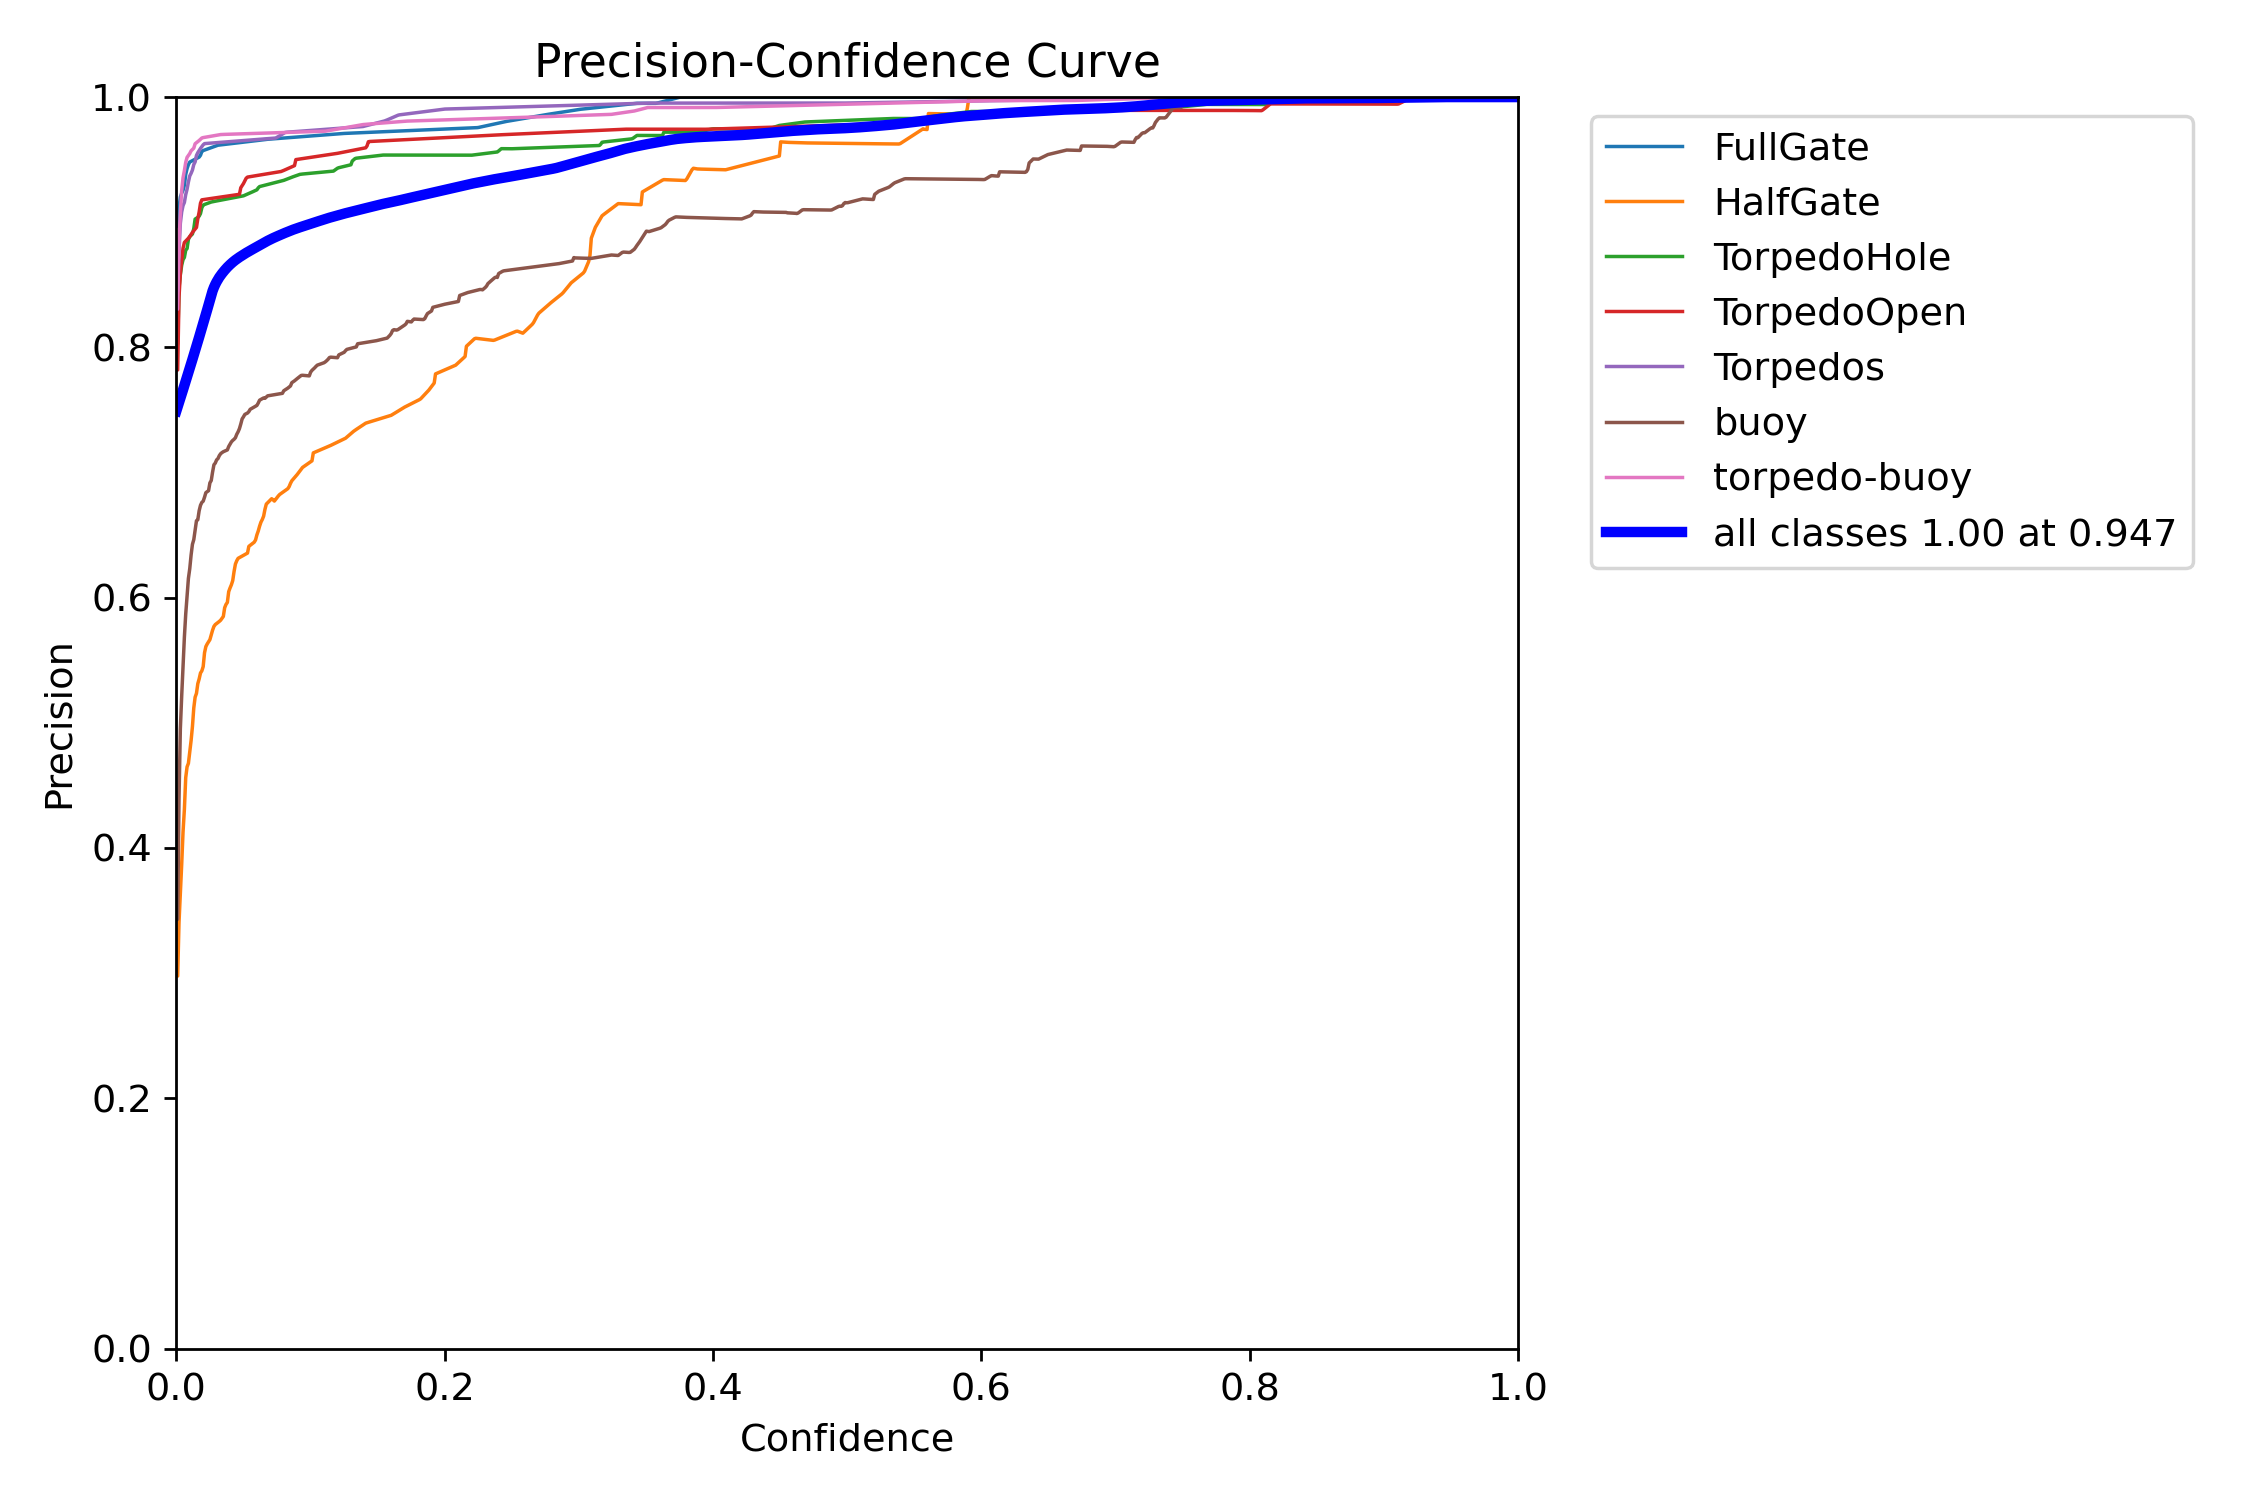 Precision-Confidence Curve
1.0
0.8
0.6
0.4
0.2
0.0
Precision
0.0 0.2 0.4 0.6 0.8 1.0
Confidence
FullGate
HalfGate
TorpedoHole
TorpedoOpen
Torpedos
buoy
torpedo-buoy
all classes 1.00 at 0.947